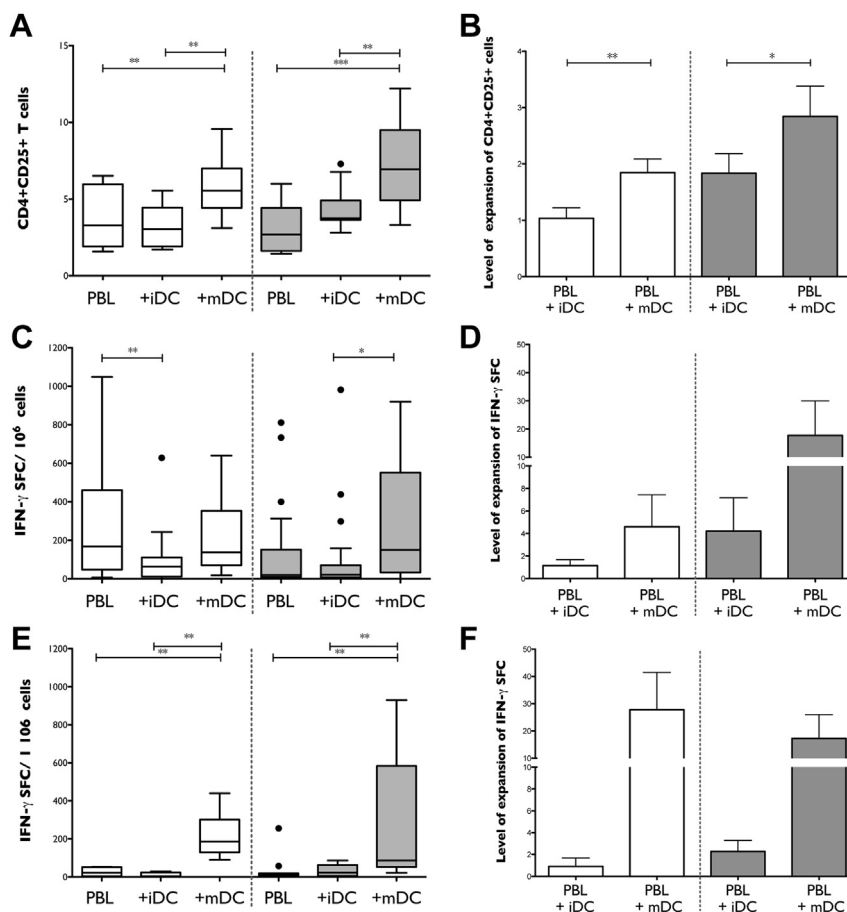 A
CD4+CD25+ T cells
15
10
5
0
**
**
**
***
PBL
+iDC
+mDC
PBL
+iDC
+mDC
B
Level of expansion of CD4+CD25+ cells
4
3
2
1
0
**
*
PBL
+ iDC
PBL
+ mDC
PBL
+ iDC
PBL
+ mDC
C
IFN-γ SFC/ 10⁶ cells
1200
1000
800
600
400
200
0
**
*
PBL
+iDC
+mDC
PBL
+iDC
+mDC
D
Level of expansion of IFN-γ SFC
50
40
30
20
10
10
8
6
4
2
0
PBL
+ iDC
PBL
+ mDC
PBL
+ iDC
PBL
+ mDC
E
IFN-γ SFC/ 1 106 cells
1200
1000
800
600
400
200
0
**
**
**
**
PBL
+iDC
+mDC
PBL
+iDC
+mDC
F
Level of expansion of IFN-γ SFC
50
40
30
20
10
10
8
6
4
2
0
PBL
+ iDC
PBL
+ mDC
PBL
+ iDC
PBL
+ mDC